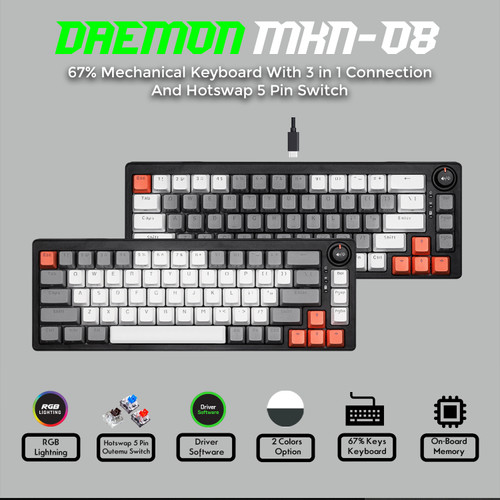 DAEMON MKN-08
67% Mechanical Keyboard With 3 in 1 Connection
And Hotswap 5 Pin Switch
RGB
LIGHTING
Driver
Software
RGB
Lightning
Hotswap 5 Pin
Outemu Switch
Driver
Software
2 Colors
Option
67% Keys
Keyboard
On-Board
Memory